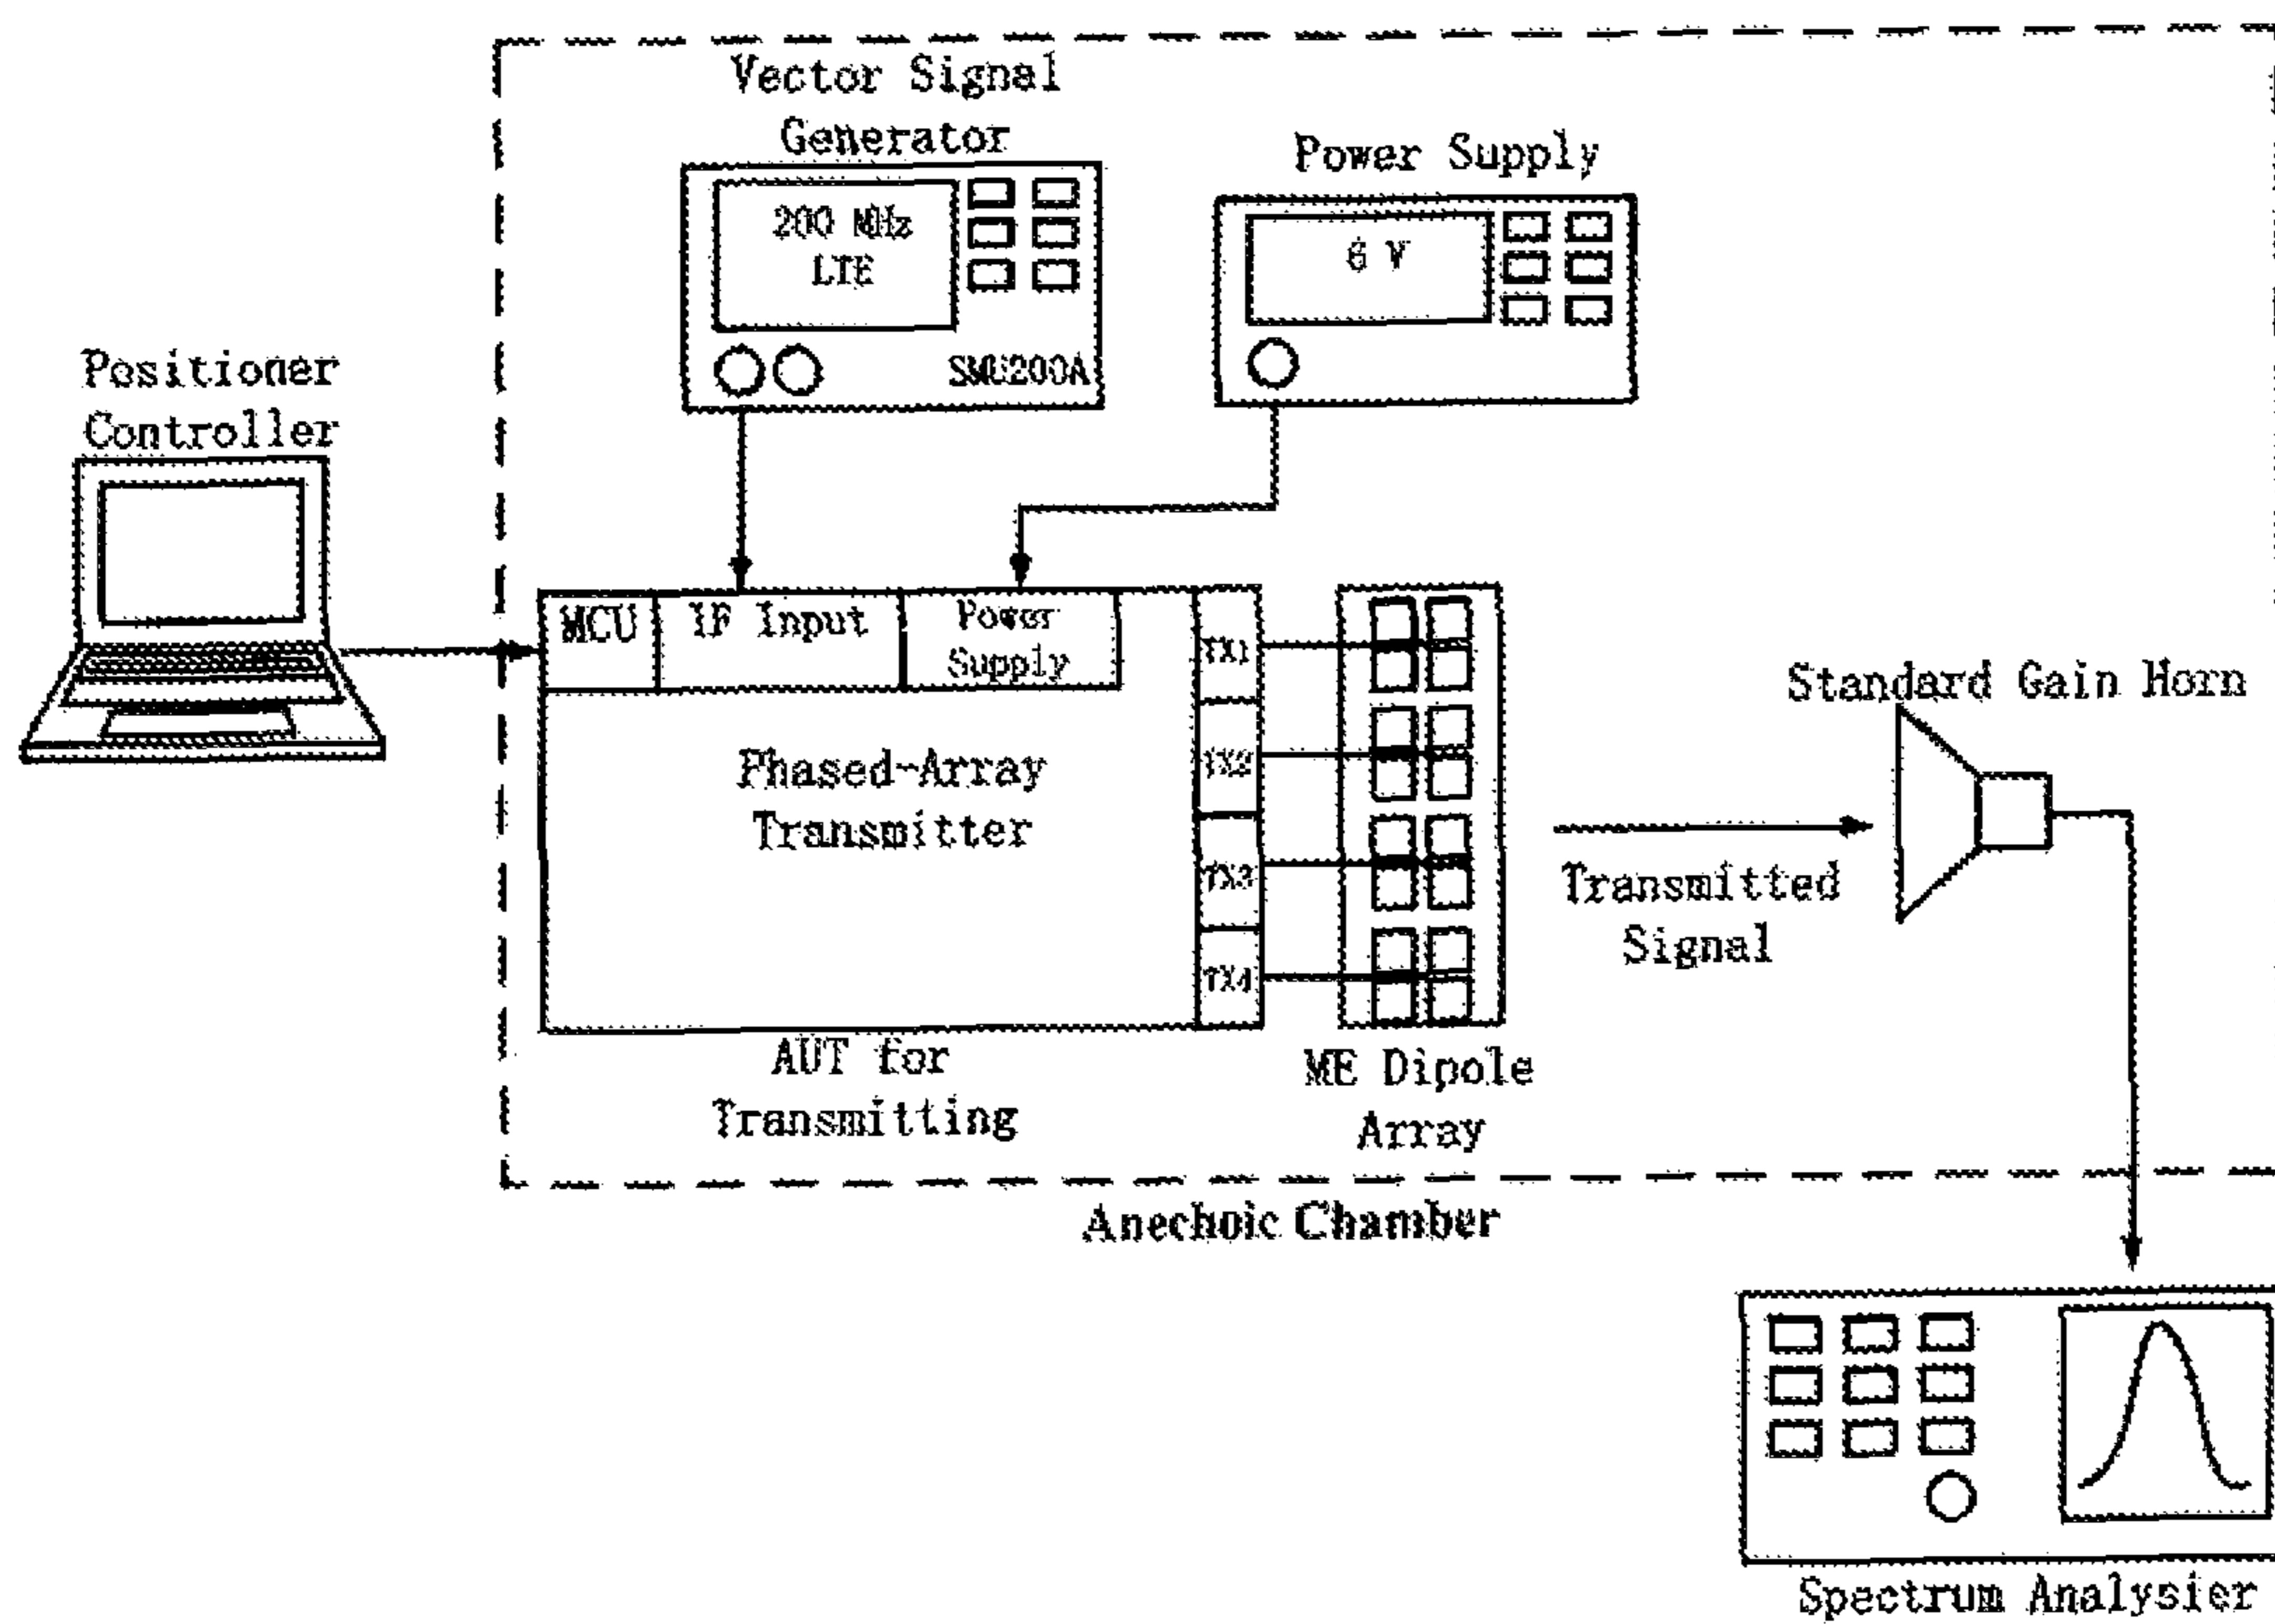 Vector Signal
Generator
Power Supply
200 MHz
LTE
6 V
SMU200A
Positioner
Controller
MCU
IF Input
Power
Supply
TX1
TX2
TX3
TX4
Phased-Array
Transmitter
Standard Gain Horn
Transmitted
Signal
AUT for
Transmitting
ME Dipole
Array
Anechoic Chamber
Spectrum Analysier